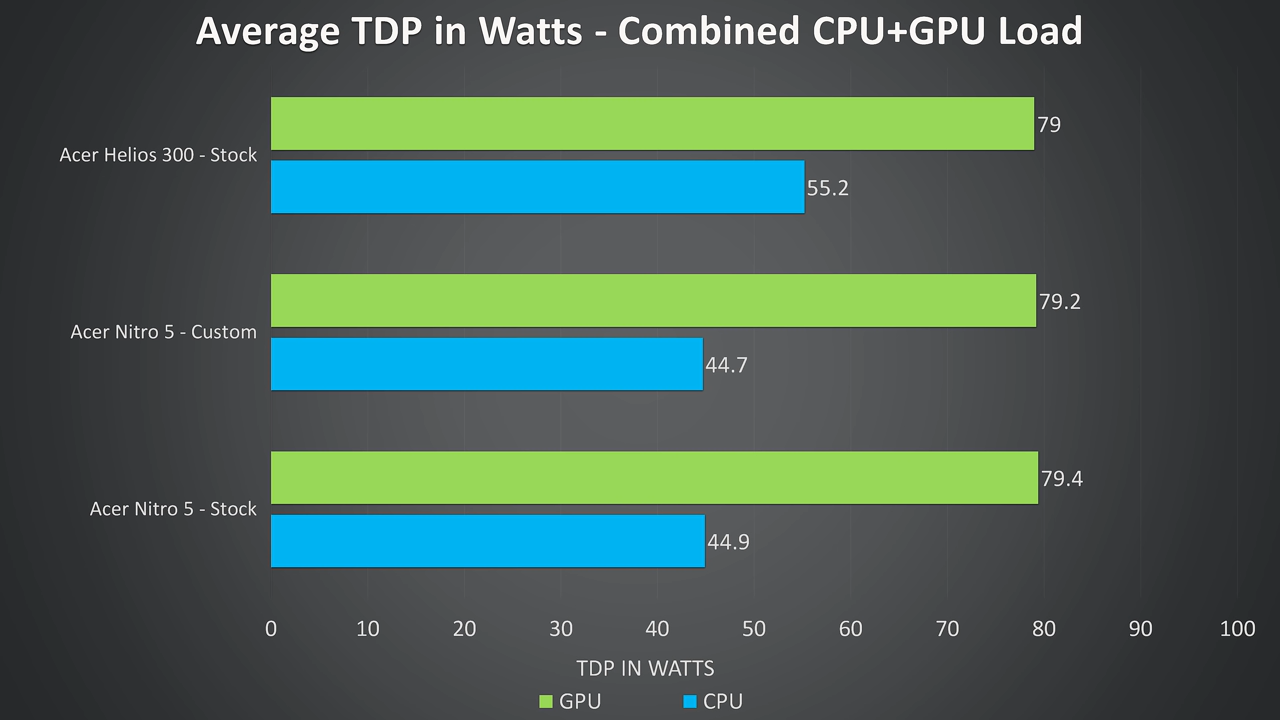 Average TDP in Watts - Combined CPU+GPU Load
Acer Helios 300 - Stock
79
55.2
Acer Nitro 5 - Custom
79.2
44.7
Acer Nitro 5 - Stock
79.4
44.9
0 10 20 30 40 50 60 70 80 90 100
TDP IN WATTS
GPU CPU